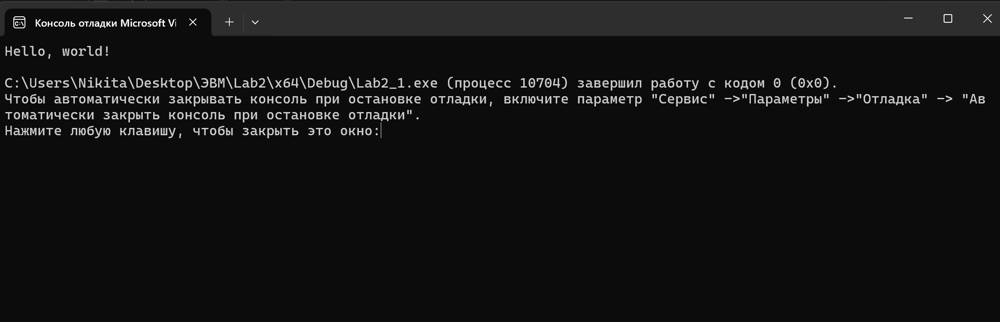 Консоль отладки Microsoft Vi
Hello, world!
C:\Users\Nikita\Desktop\ЭВМ\Lab2\x64\Debug\Lab2_1.exe (процесс 10704) завершил работу с кодом 0 (0x0).
Чтобы автоматически закрывать консоль при остановке отладки, включите параметр "Сервис" ->"Параметры" ->"Отладка" -> "Ав
томатически закрыть консоль при остановке отладки".
Нажмите любую клавишу, чтобы закрыть это окно: